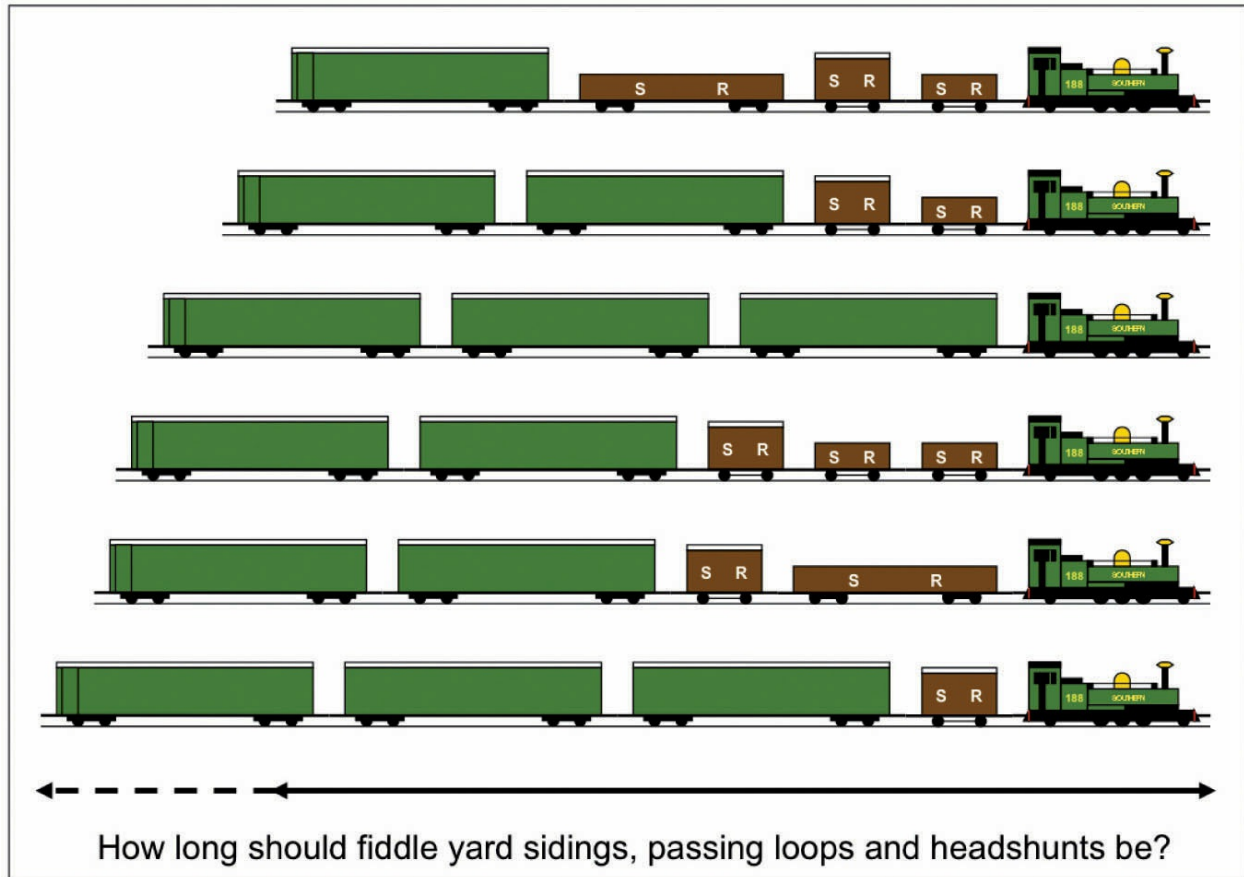 S R S R S R 188 SOUTHERN
S R S R 188 SOUTHERN
188 SOUTHERN
S R S R S R 188 SOUTHERN
S R S R 188 SOUTHERN
S R 188 SOUTHERN
How long should fiddle yard sidings, passing loops and headshunts be?